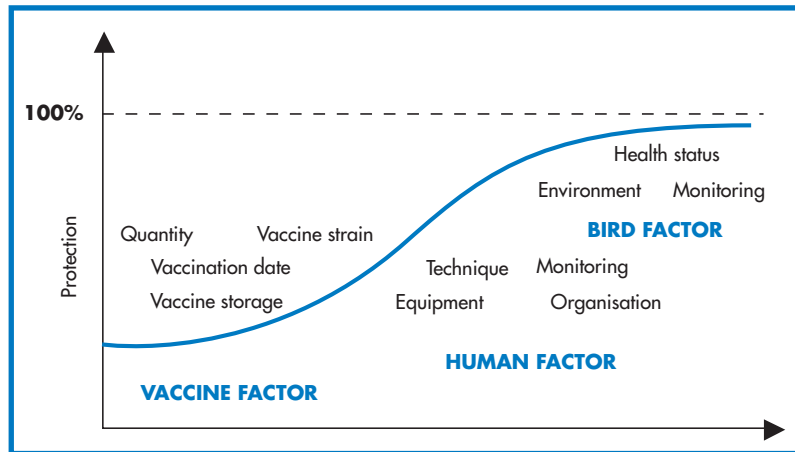 100%
Protection
Health status
Environment Monitoring
BIRD FACTOR
Quantity Vaccine strain
Vaccination date
Technique Monitoring
Vaccine storage
Equipment Organisation
HUMAN FACTOR
VACCINE FACTOR